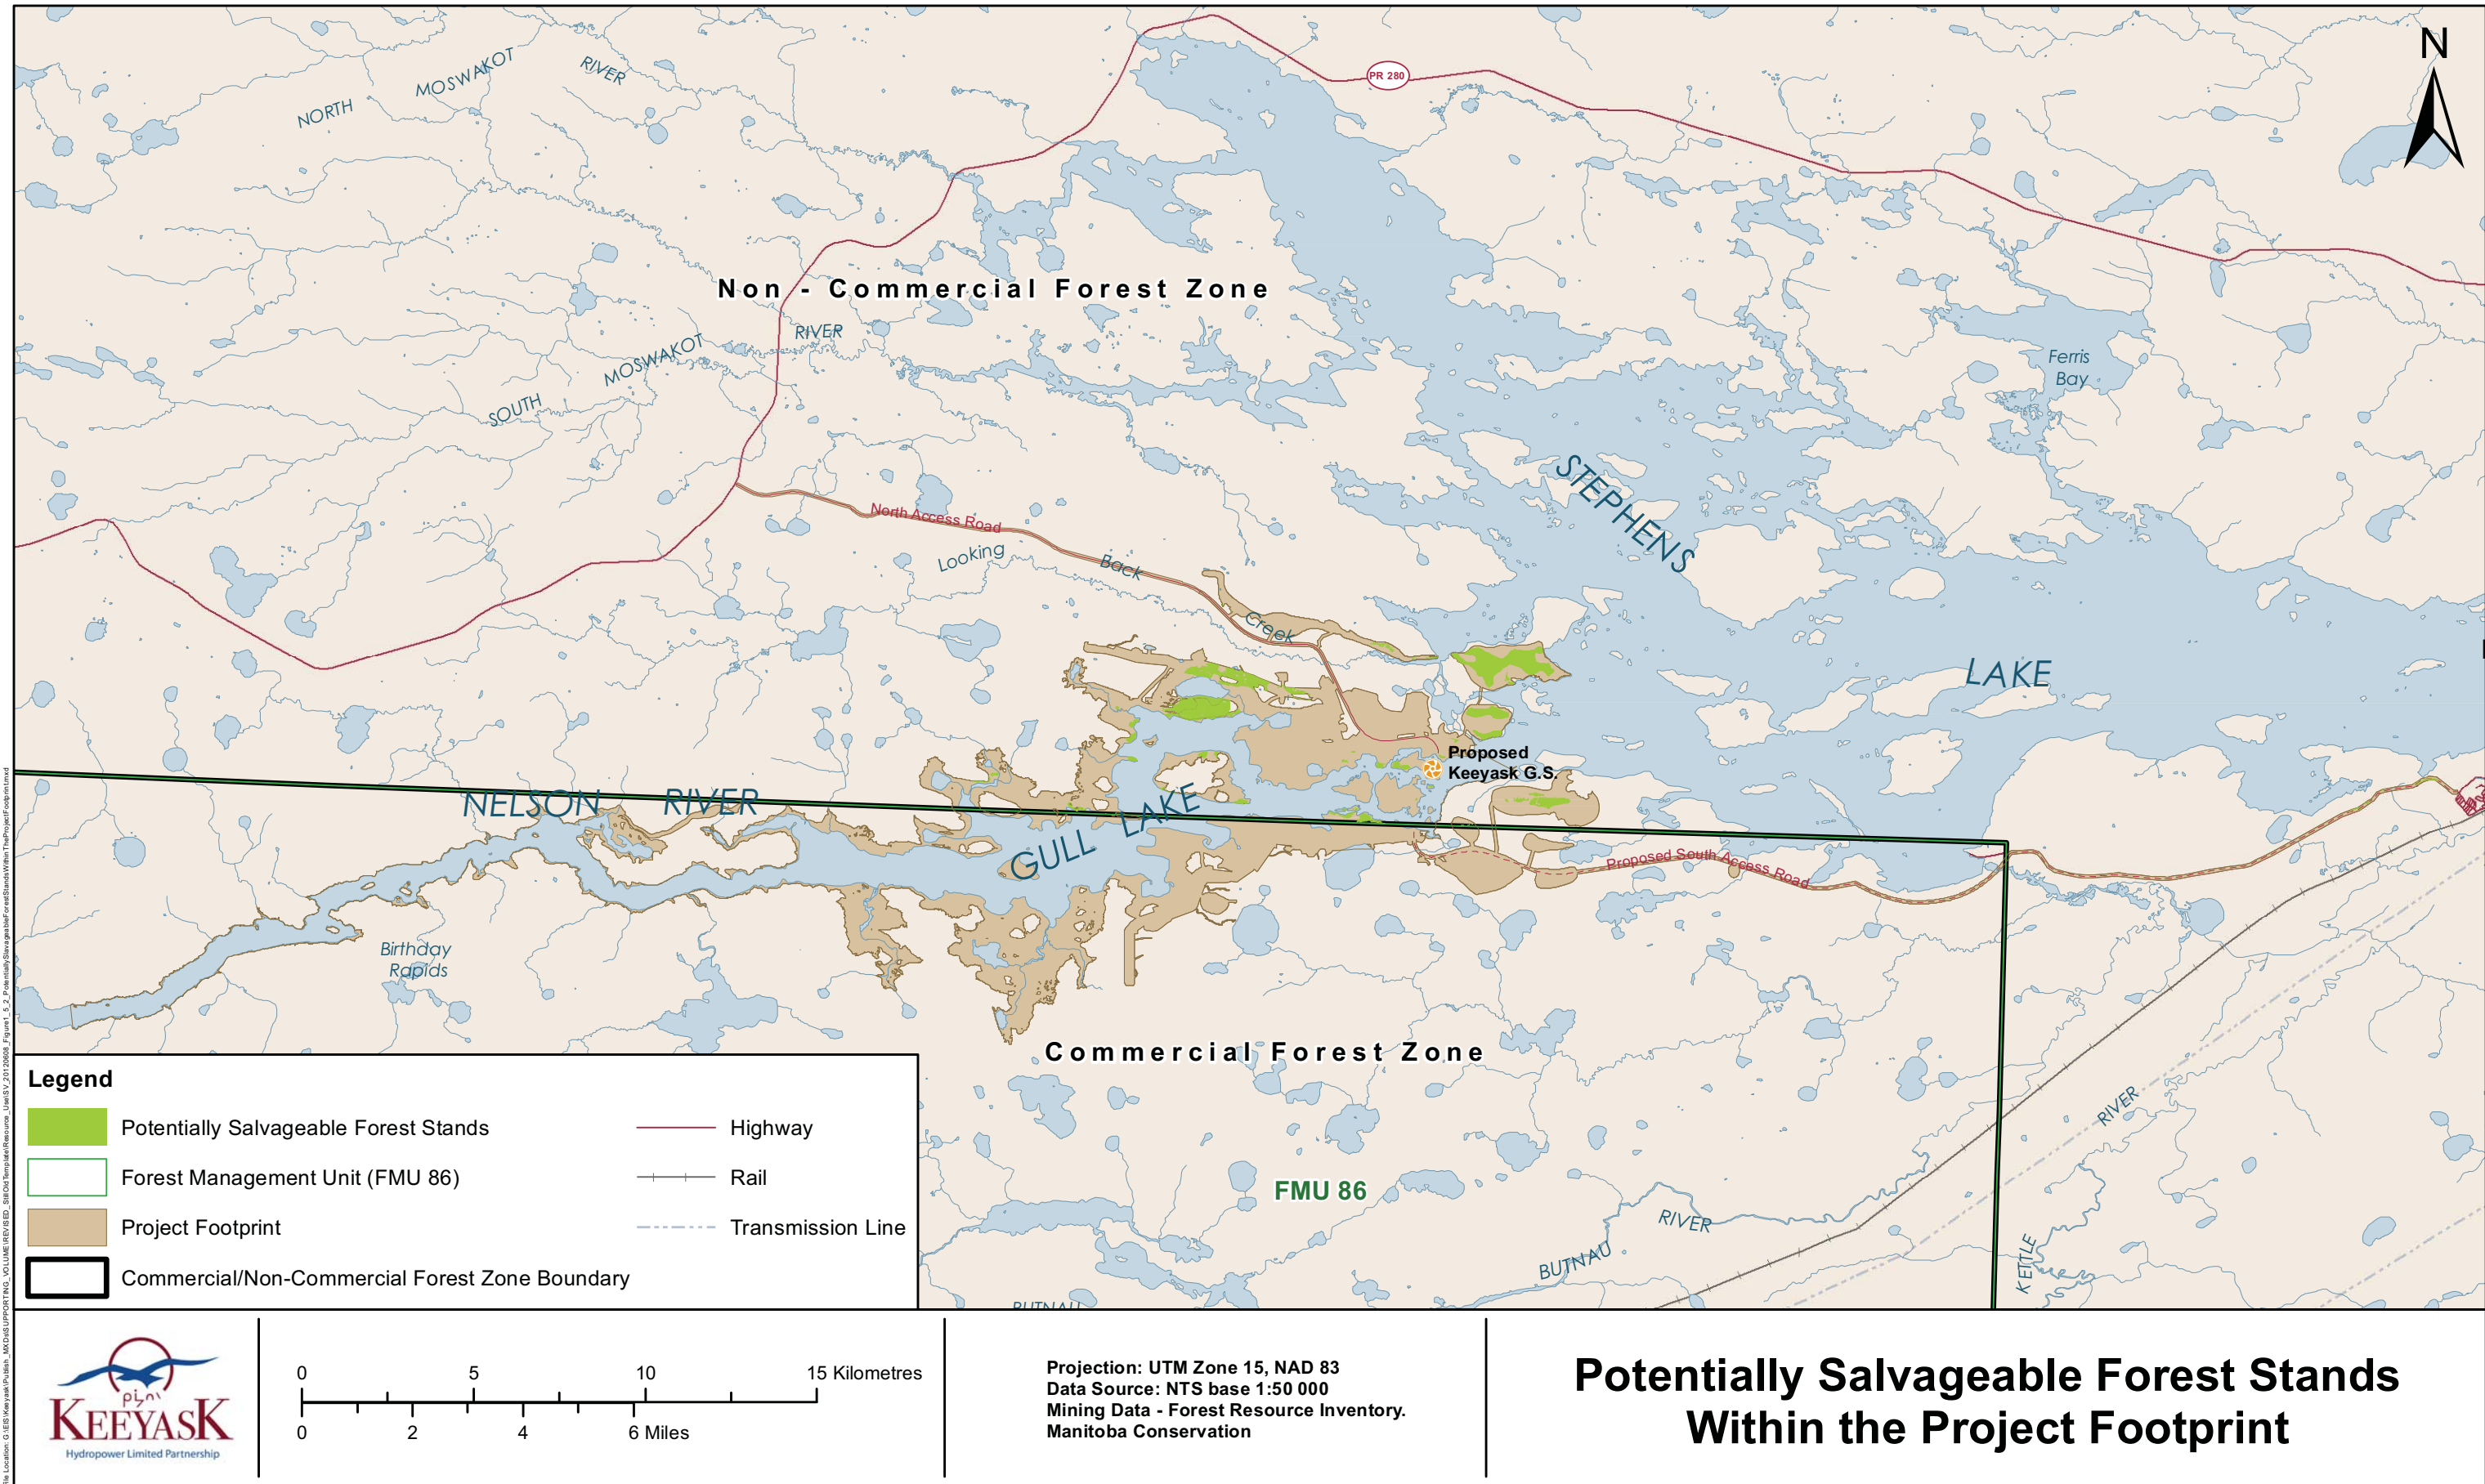 N
PR 280
NORTH MOSWAKOT RIVER
Non - Commercial Forest Zone
SOUTH MOSWAKOT RIVER
Ferris
Bay
STEPHENS LAKE
North Access Road
Looking Back Creek
Proposed
Keeyask G.S.
NELSON RIVER
GULL LAKE
Proposed South Access Road
Birthday
Rapids
Commercial Forest Zone
FMU 86
RIVER
BUTNAU RIVER
KETTLE
BUTNAU
Legend
Potentially Salvageable Forest Stands
Forest Management Unit (FMU 86)
Project Footprint
Commercial/Non-Commercial Forest Zone Boundary
Highway
Rail
Transmission Line
KEEYASK
Hydropower Limited Partnership
0 5 10 15 Kilometres
0 2 4 6 Miles
Projection: UTM Zone 15, NAD 83
Data Source: NTS base 1:50 000
Mining Data - Forest Resource Inventory.
Manitoba Conservation
Potentially Salvageable Forest Stands
Within the Project Footprint